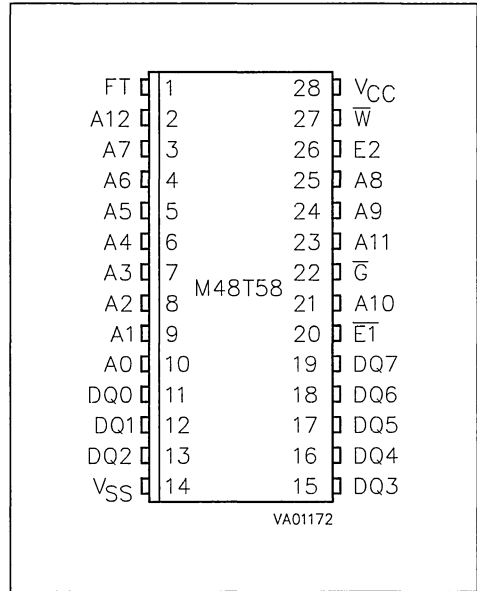 FT 1 28 VCC
A12 2 27 W̅
A7 3 26 E2
A6 4 25 A8
A5 5 24 A9
A4 6 23 A11
A3 7 22 G̅
M48T58
A2 8 21 A10
A1 9 20 E̅1̅
A0 10 19 DQ7
DQ0 11 18 DQ6
DQ1 12 17 DQ5
DQ2 13 16 DQ4
VSS 14 15 DQ3
VA01172